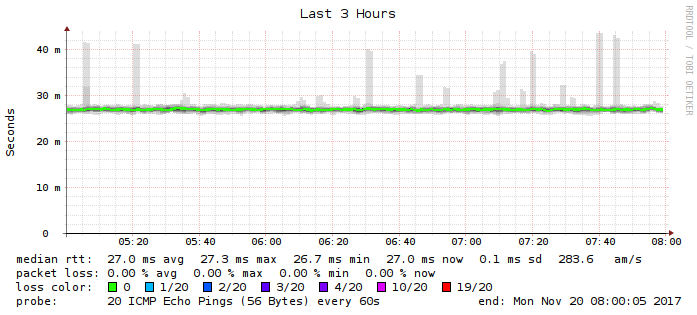 Last 3 Hours
RRDTOOL / TOBI OETIKER
Seconds
40 m
30 m
20 m
10 m
0
05:20 05:40 06:00 06:20 06:40 07:00 07:20 07:40 08:00
median rtt: 27.0 ms avg 27.3 ms max 26.7 ms min 27.0 ms now 0.1 ms sd 283.6 am/s
packet loss: 0.00 % avg 0.00 % max 0.00 % min 0.00 % now
loss color: 0 1/20 2/20 3/20 4/20 10/20 19/20
probe: 20 ICMP Echo Pings (56 Bytes) every 60s end: Mon Nov 20 08:00:05 2017